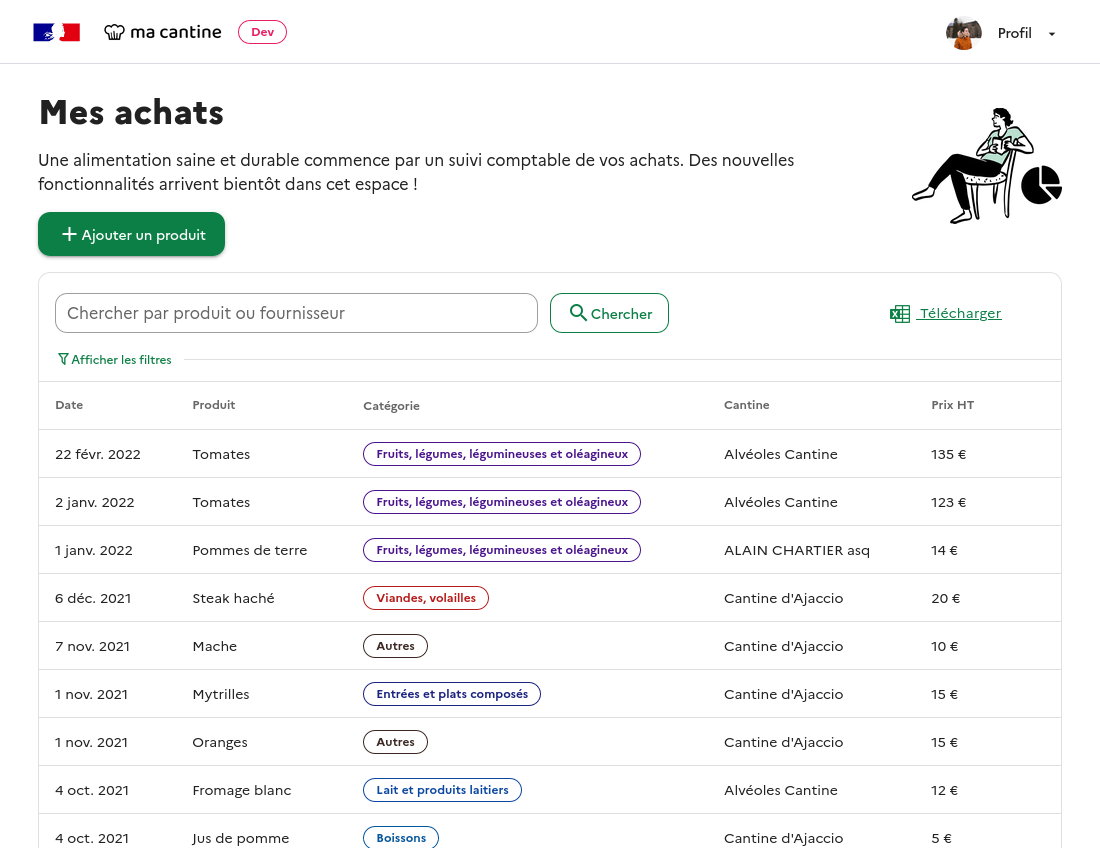 ma cantine Dev Profil
Mes achats
Une alimentation saine et durable commence par un suivi comptable de vos achats. Des nouvelles
fonctionnalités arrivent bientôt dans cet espace !
Ajouter un produit
Chercher par produit ou fournisseur Chercher Télécharger
Afficher les filtres
Date Produit Catégorie Cantine Prix HT
22 févr. 2022 Tomates Fruits, légumes, légumineuses et oléagineux Alvéoles Cantine 135 €
2 janv. 2022 Tomates Fruits, légumes, légumineuses et oléagineux Alvéoles Cantine 123 €
1 janv. 2022 Pommes de terre Fruits, légumes, légumineuses et oléagineux ALAIN CHARTIER asq 14 €
6 déc. 2021 Steak haché Viandes, volailles Cantine d'Ajaccio 20 €
7 nov. 2021 Mache Autres Cantine d'Ajaccio 10 €
1 nov. 2021 Mytrilles Entrées et plats composés Cantine d'Ajaccio 15 €
1 nov. 2021 Oranges Autres Cantine d'Ajaccio 15 €
4 oct. 2021 Fromage blanc Lait et produits laitiers Alvéoles Cantine 12 €
4 oct. 2021 Jus de pomme Boissons Cantine d'Ajaccio 5 €